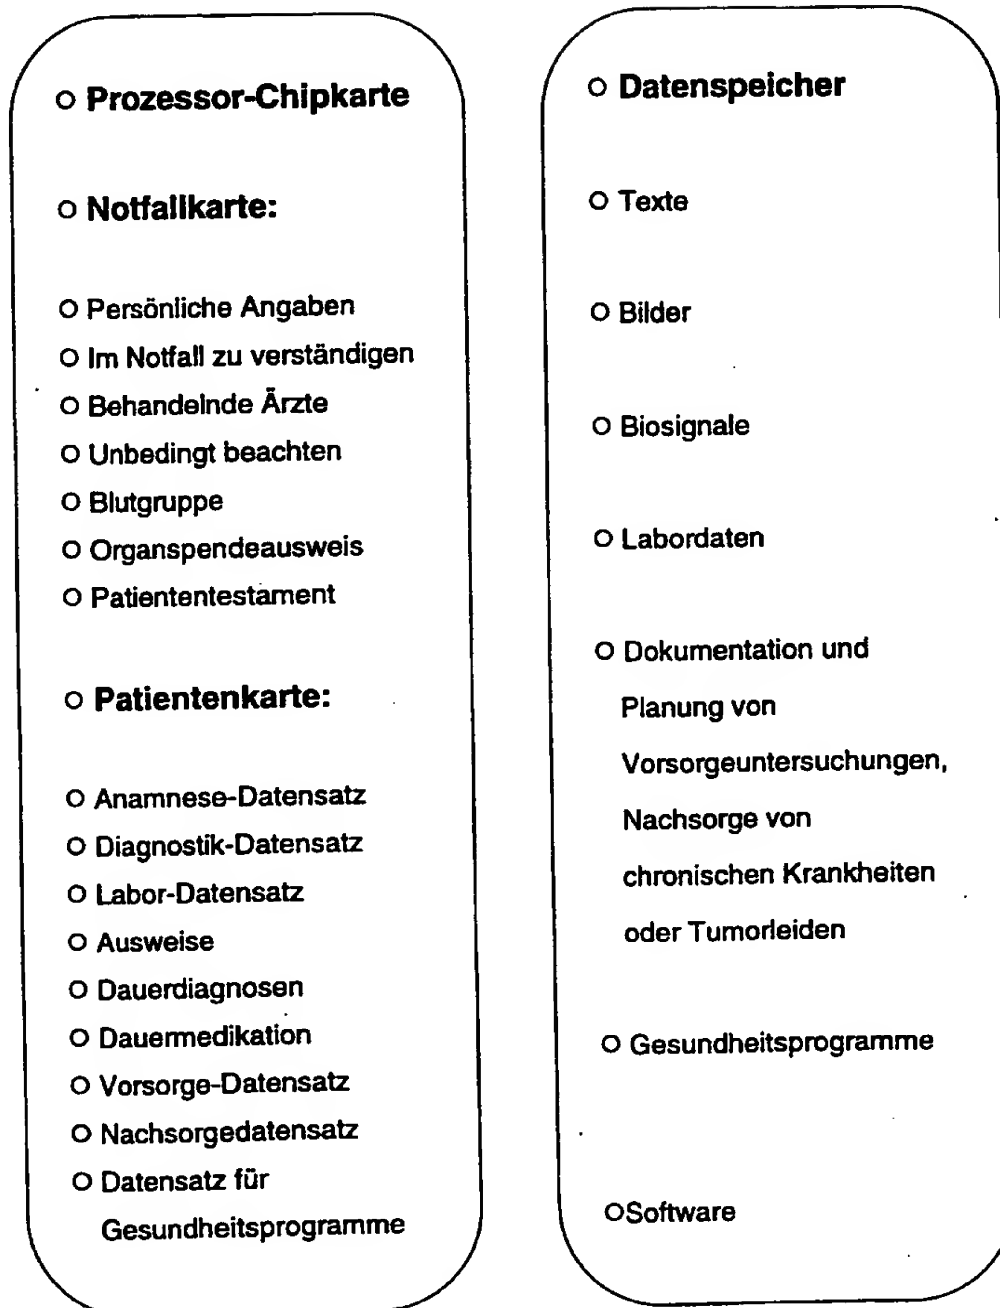 O Prozessor-Chipkarte
O Notfallkarte:
O Persönliche Angaben
O Im Notfall zu verständigen
O Behandelnde Ärzte
O Unbedingt beachten
O Blutgruppe
O Organspendeausweis
O Patiententestament
O Patientenkarte:
O Anamnese-Datensatz
O Diagnostik-Datensatz
O Labor-Datensatz
O Ausweise
O Dauerdiagnosen
O Dauermedikation
O Vorsorge-Datensatz
O Nachsorgedatensatz
O Datensatz für
Gesundheitsprogramme
O Datenspeicher
O Texte
O Bilder
O Biosignale
O Labordaten
O Dokumentation und
Planung von
Vorsorgeuntersuchungen,
Nachsorge von
chronischen Krankheiten
oder Tumorleiden
O Gesundheitsprogramme
OSoftware